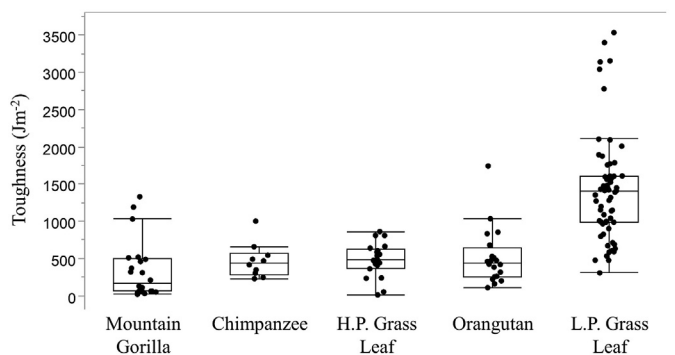 3500
3000
2500
2000
1500
1000
500
0
Toughness (Jm-2)
Mountain Gorilla
Chimpanzee
H.P. Grass Leaf
Orangutan
L.P. Grass Leaf